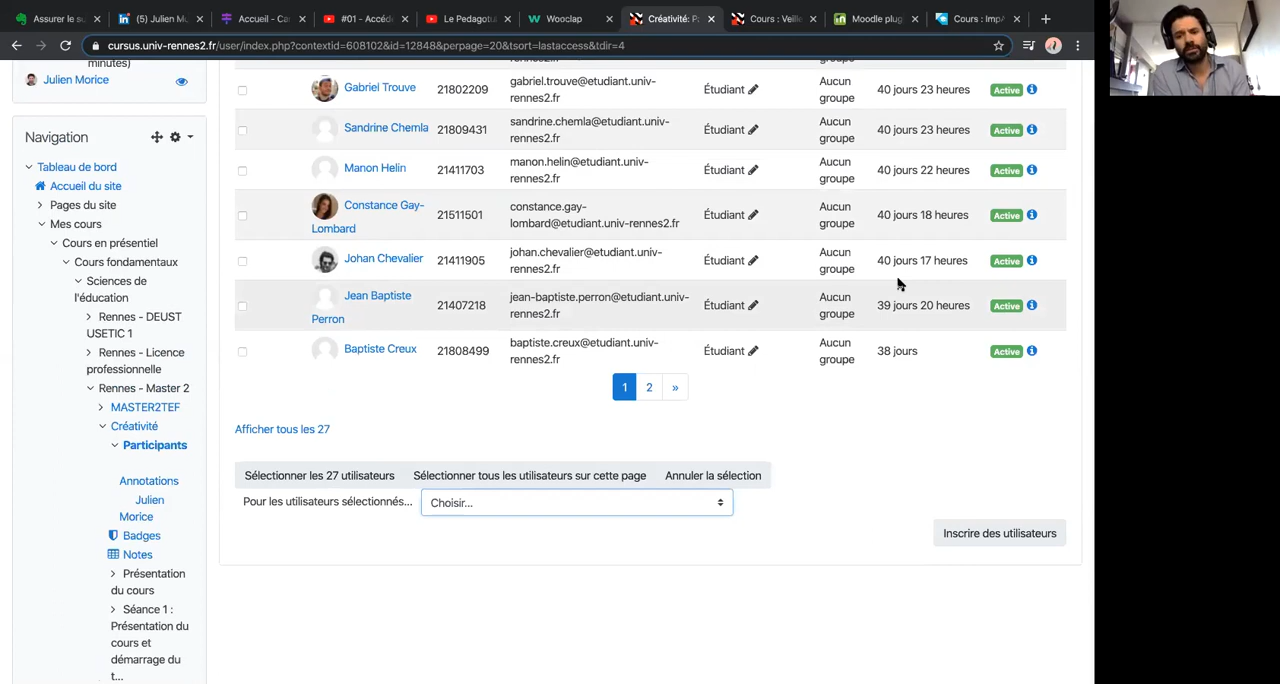 Assurer le su
(5) Julien Mo
Accueil - Ca
#01 - Accéd
Le Pedagotu
Wooclap
Créativité: P
Cours : Veille
Moodle plug
Cours : Imp
cursus.univ-rennes2.fr/user/index.php?contextid=608102&id=12848&perpage=20&tsort=lastaccess&tdir=4
minutes)
Julien Morice
Navigation
Tableau de bord
Accueil du site
Pages du site
Mes cours
Cours en présentiel
Cours fondamentaux
Sciences de
l'éducation
Rennes - DEUST
USETIC 1
Rennes - Licence
professionnelle
Rennes - Master 2
MASTER2TEF
Créativité
Participants
Annotations
Julien
Morice
Badges
Notes
Présentation
du cours
Séance 1 :
Présentation du
cours et
démarrage du
t...
Gabriel Trouve 21802209 gabriel.trouve@etudiant.univ- Étudiant Aucun 40 jours 23 heures Active
rennes2.fr groupe
Sandrine Chemla 21809431 sandrine.chemla@etudiant.univ- Étudiant Aucun 40 jours 23 heures Active
rennes2.fr groupe
Manon Helin 21411703 manon.helin@etudiant.univ- Étudiant Aucun 40 jours 22 heures Active
rennes2.fr groupe
Constance Gay- 21511501 constance.gay- Étudiant Aucun 40 jours 18 heures Active
Lombard lombard@etudiant.univ-rennes2.fr groupe
Johan Chevalier 21411905 johan.chevalier@etudiant.univ- Étudiant Aucun 40 jours 17 heures Active
rennes2.fr groupe
Jean Baptiste 21407218 jean-baptiste.perron@etudiant.univ- Étudiant Aucun 39 jours 20 heures Active
Perron rennes2.fr groupe
Baptiste Creux 21808499 baptiste.creux@etudiant.univ- Étudiant Aucun 38 jours Active
rennes2.fr groupe
1 2 »
Afficher tous les 27
Sélectionner les 27 utilisateurs Sélectionner tous les utilisateurs sur cette page Annuler la sélection
Pour les utilisateurs sélectionnés... Choisir...
Inscrire des utilisateurs